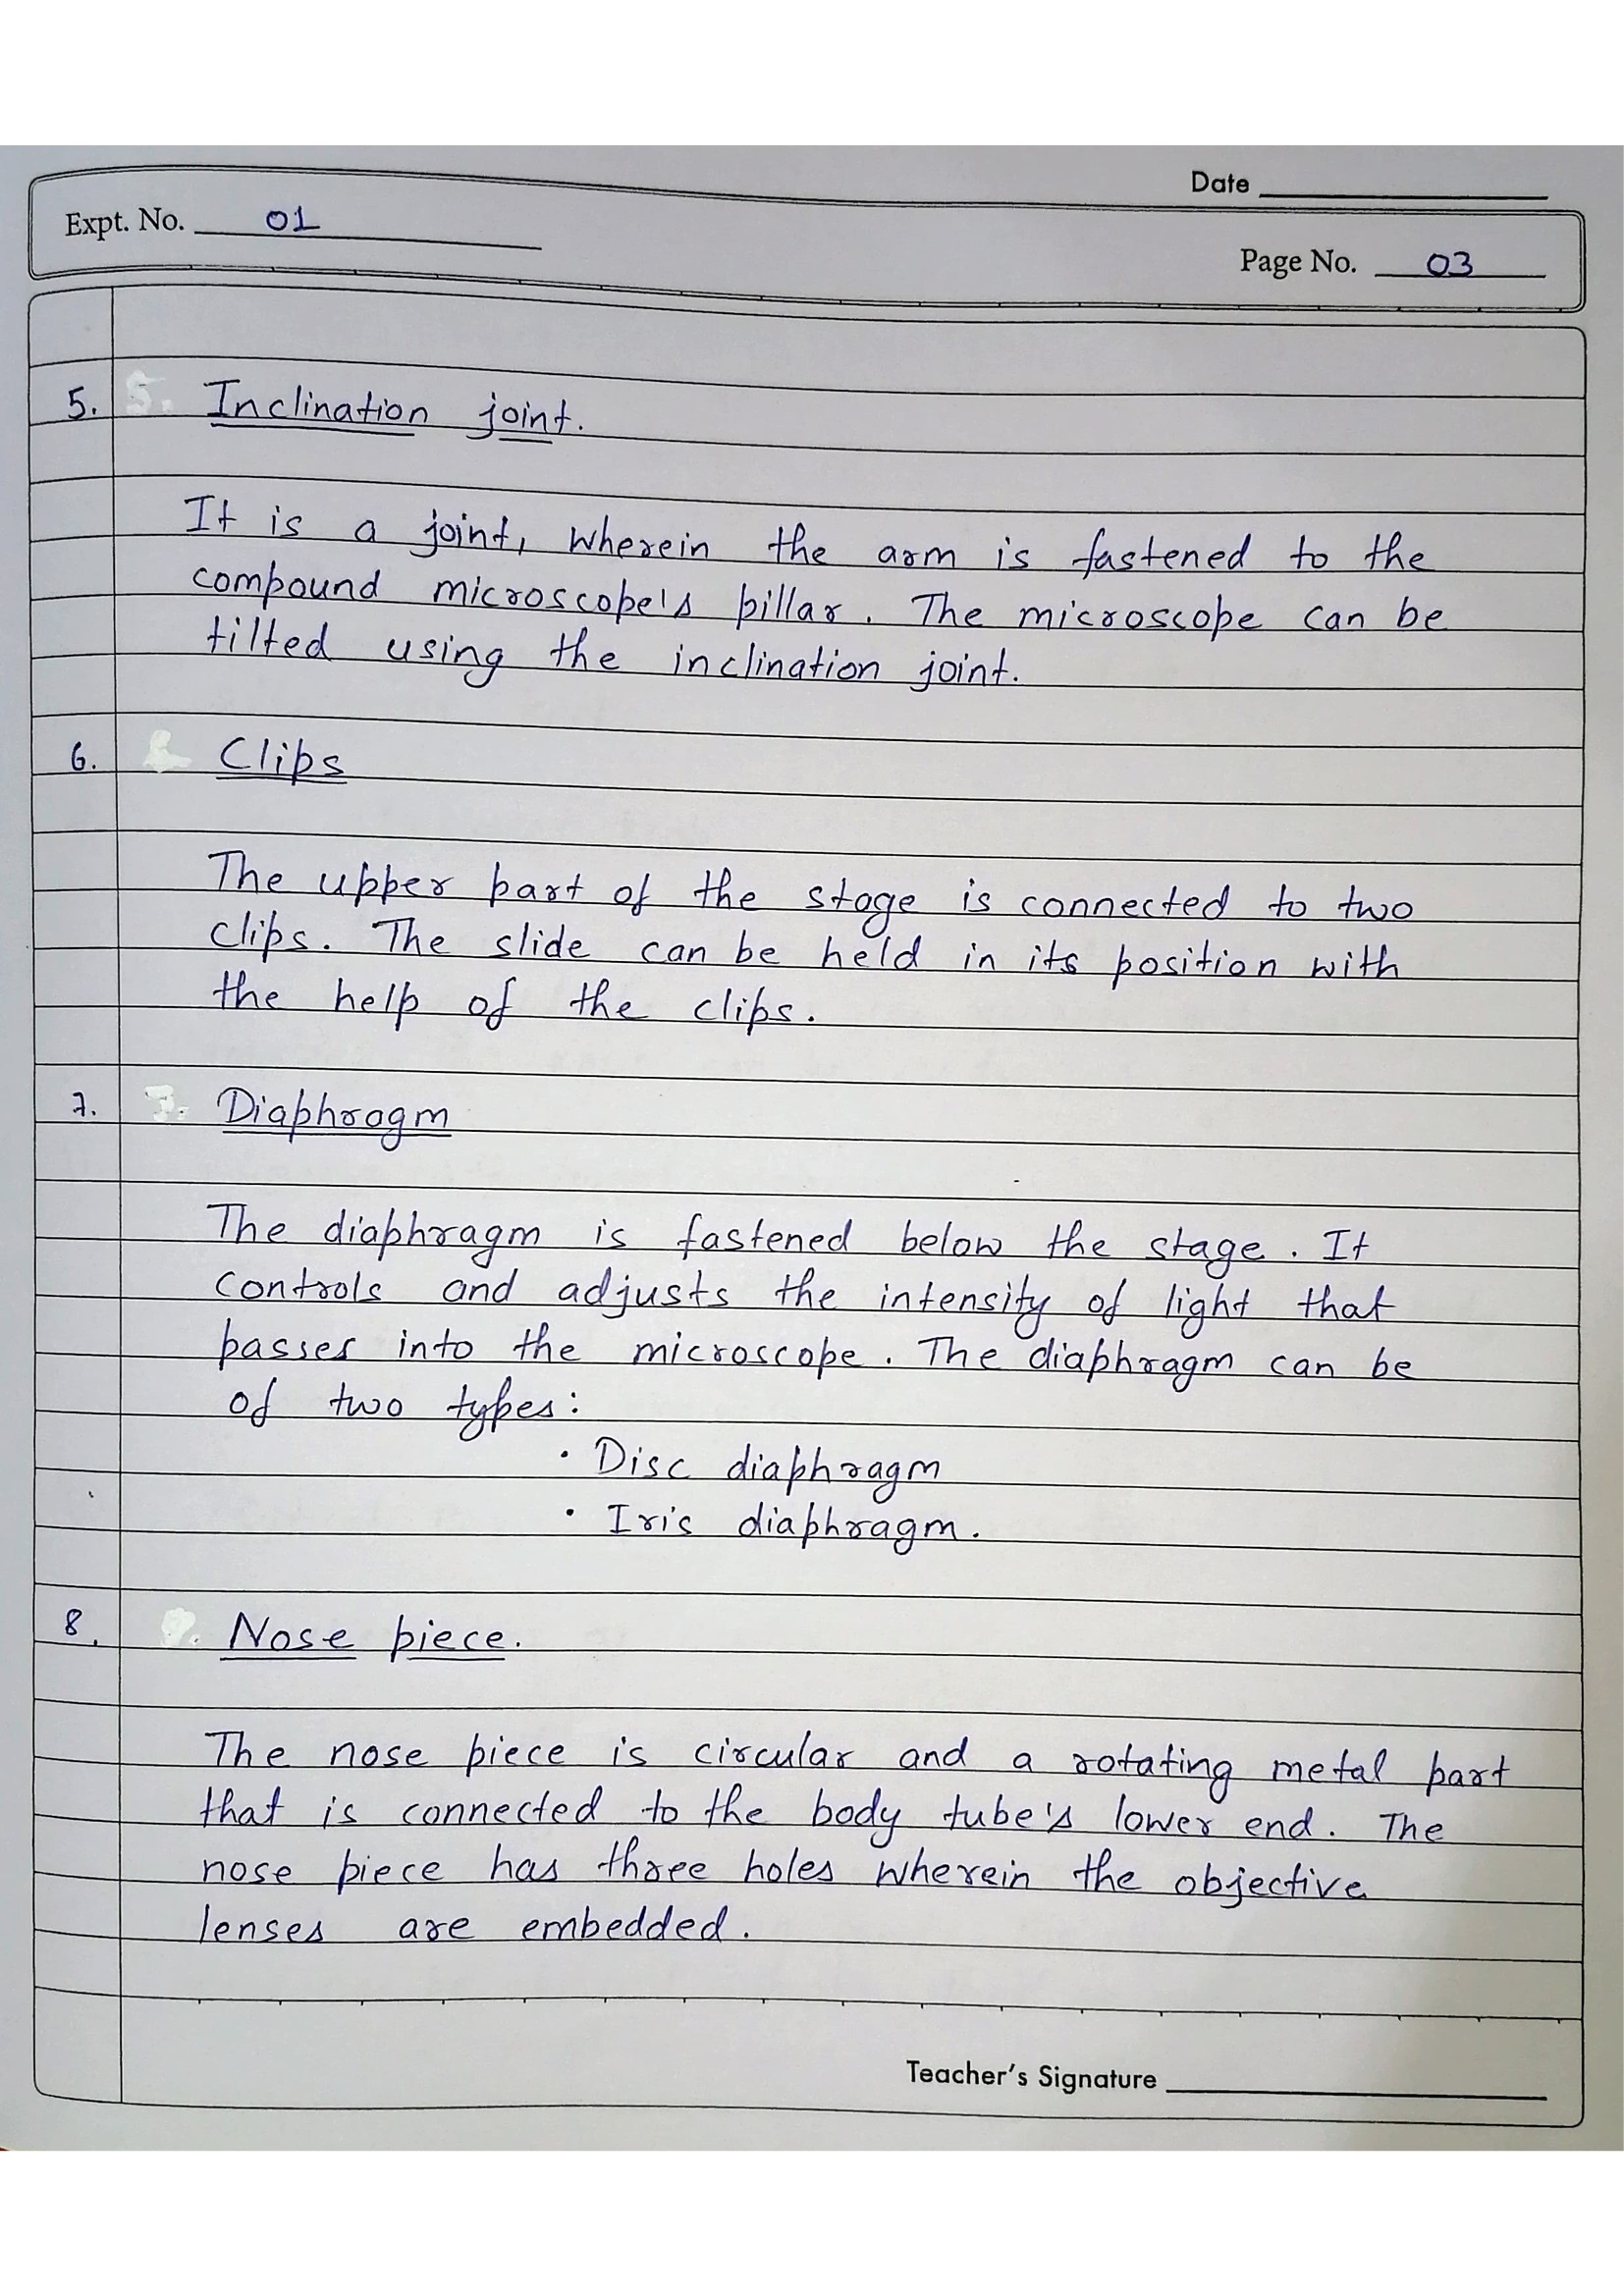 Date
Expt. No. 01
Page No. 03
5. Inclination joint.
It is a joint, wherein the arm is fastened to the
compound microscope's pillar. The microscope can be
tilted using the inclination joint.
6. Clips
The upper part of the stage is connected to two
clips. The slide can be held in its position with
the help of the clips.
7. Diaphragm
The diaphragm is fastened below the stage. It
controls and adjusts the intensity of light that
passes into the microscope. The diaphragm can be
of two types:
• Disc diaphragm
• Iris diaphragm.
8. Nose piece.
The nose piece is circular and a rotating metal part
that is connected to the body tube's lower end. The
nose piece has three holes wherein the objective
lenses are embedded.
Teacher's Signature